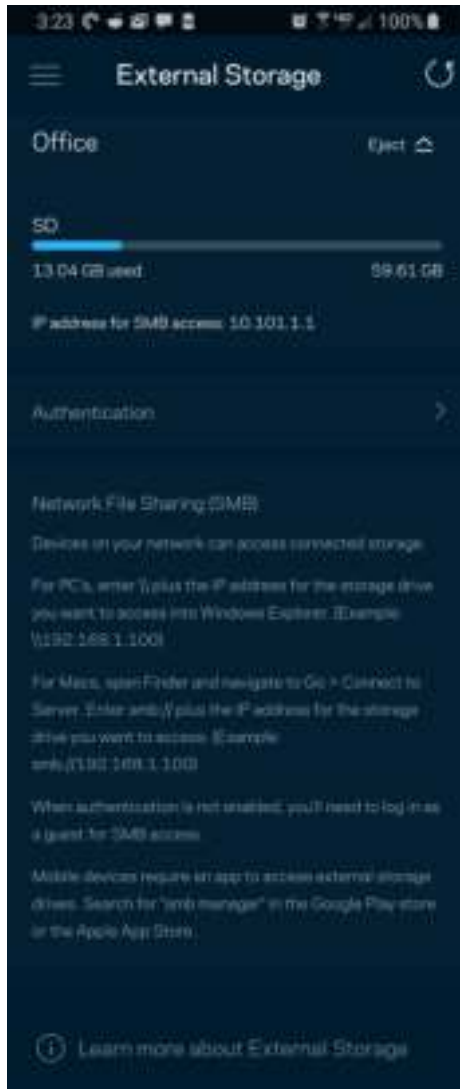 3:23 100%
External Storage
Office Eject
SD
13.04 GB used 59.61 GB
IP address for SMB access: 10.101.1.1
Authentication
Network File Sharing (SMB)
Devices on your network can access connected storage.
For PC's, enter \\ plus the IP address for the storage drive
you want to access into Windows Explorer. (Example:
\\192.168.1.100)
For Macs, open Finder and navigate to Go > Connect to
Server. Enter smb:// plus the IP address for the storage
drive you want to access. (Example:
smb://192.168.1.100)
When authentication is not enabled, you'll need to log in as
a guest for SMB access.
Mobile devices require an app to access external storage
drives. Search for "smb manager" in the Google Play store
or the Apple App Store.
Learn more about External Storage